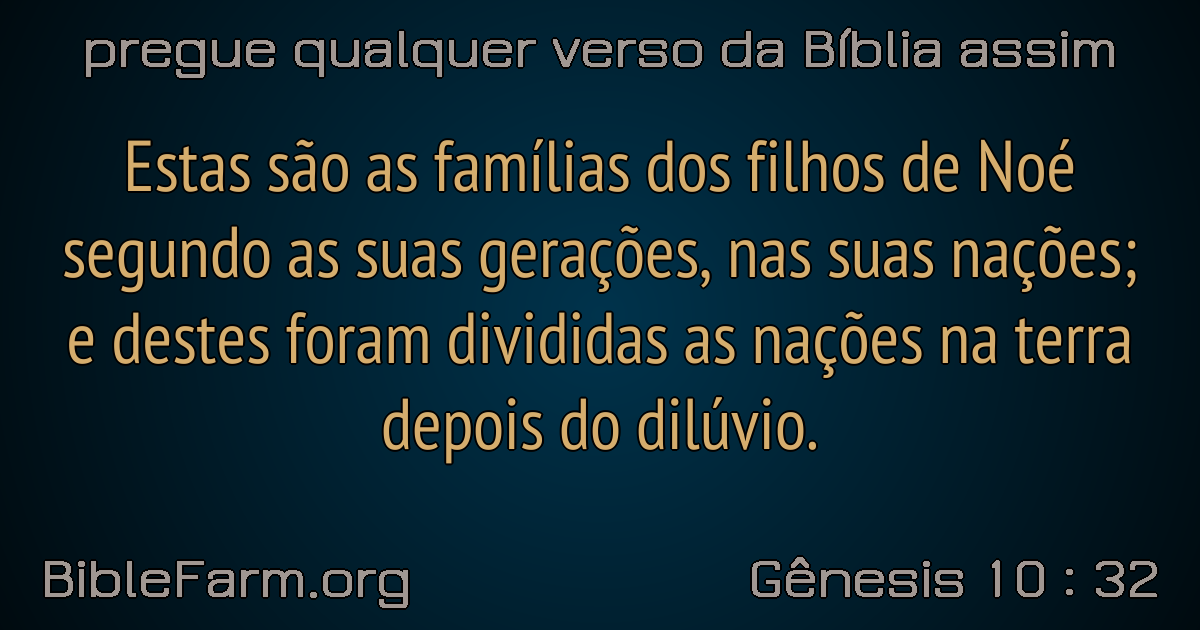 pregue qualquer verso da Bíblia assim
Estas são as famílias dos filhos de Noé
segundo as suas gerações, nas suas nações;
e destes foram divididas as nações na terra
depois do dilúvio.
BibleFarm.org
Gênesis 10 : 32